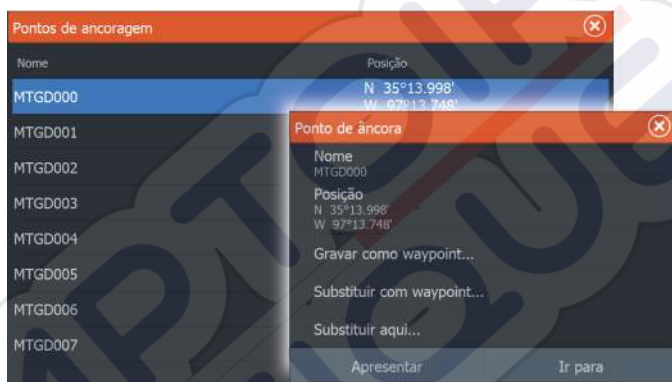 Pontos de ancoragem
Nome Posição
MTGD000 N 35°13.998'
W 97°13.748'
MTGD001
MTGD002
MTGD003
MTGD004
MTGD005
MTGD006
MTGD007
Ponto de âncora
Nome
MTGD000
Posição
N 35°13.998'
W 97°13.748'
Gravar como waypoint...
Substituir com waypoint...
Substituir aqui...
Apresentar Ir para